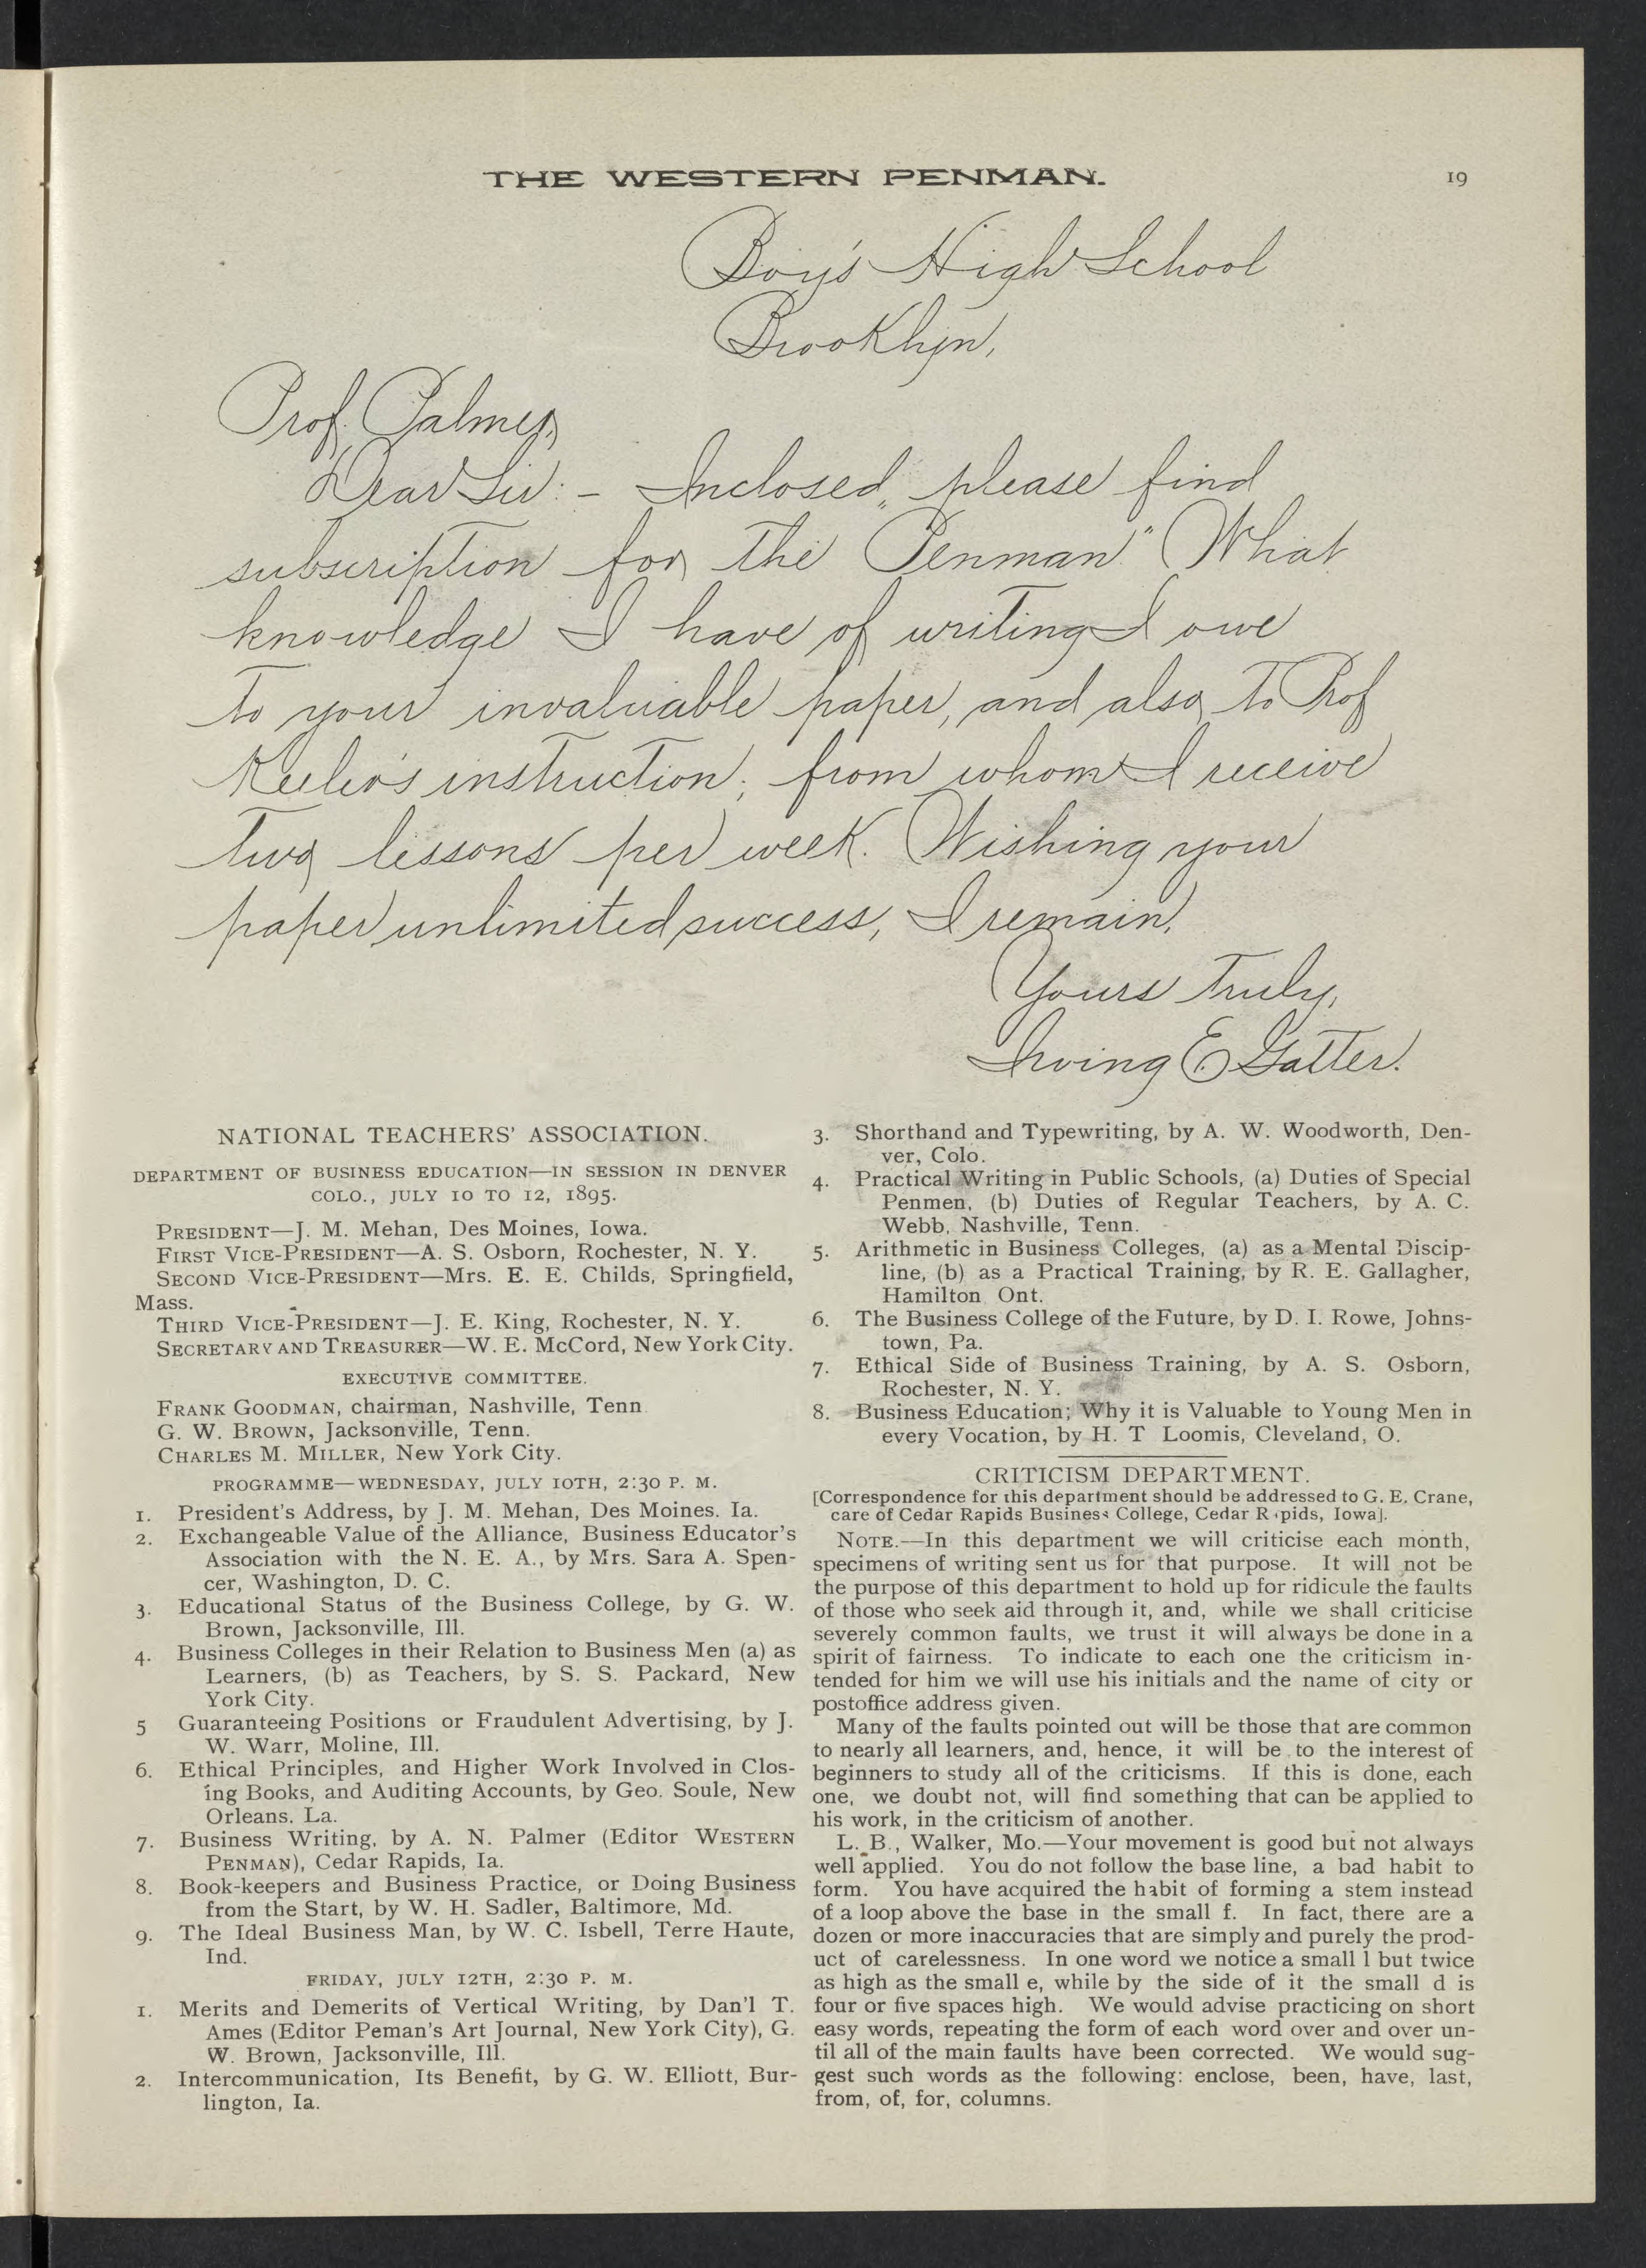 THE WESTERN PENMAN.
19
Boy's High School
Brooklyn,
Prof. Palmer,
Dear Sir:- Inclosed, please find
subscription for the "Penman." What
knowledge I have of writing I owe
to your invaluable paper, and also to Prof
Keeler's instruction; from whom I receive
two lessons per week. Wishing your
paper unlimited success, I remain,
Yours Truly,
Irving E. Galter.
NATIONAL TEACHERS' ASSOCIATION.
DEPARTMENT OF BUSINESS EDUCATION—IN SESSION IN DENVER
COLO., JULY 10 TO 12, 1895.
PRESIDENT—J. M. Mehan, Des Moines, Iowa.
FIRST VICE-PRESIDENT—A. S. Osborn, Rochester, N. Y.
SECOND VICE-PRESIDENT—Mrs. E. E. Childs, Springfield,
Mass.
THIRD VICE-PRESIDENT—J. E. King, Rochester, N. Y.
SECRETARY AND TREASURER—W. E. McCord, New York City.
EXECUTIVE COMMITTEE.
FRANK GOODMAN, chairman, Nashville, Tenn.
G. W. BROWN, Jacksonville, Tenn.
CHARLES M. MILLER, New York City.
PROGRAMME—WEDNESDAY, JULY 10TH, 2:30 P. M.
1. President's Address, by J. M. Mehan, Des Moines. Ia.
2. Exchangeable Value of the Alliance, Business Educator's
Association with the N. E. A., by Mrs. Sara A. Spen-
cer, Washington, D. C.
3. Educational Status of the Business College, by G. W.
Brown, Jacksonville, Ill.
4. Business Colleges in their Relation to Business Men (a) as
Learners, (b) as Teachers, by S. S. Packard, New
York City.
5 Guaranteeing Positions or Fraudulent Advertising, by J.
W. Warr, Moline, Ill.
6. Ethical Principles, and Higher Work Involved in Clos-
ing Books, and Auditing Accounts, by Geo. Soule, New
Orleans. La.
7. Business Writing, by A. N. Palmer (Editor WESTERN
PENMAN), Cedar Rapids, Ia.
8. Book-keepers and Business Practice, or Doing Business
from the Start, by W. H. Sadler, Baltimore, Md.
9. The Ideal Business Man, by W. C. Isbell, Terre Haute,
Ind.
FRIDAY, JULY 12TH, 2:30 P. M.
1. Merits and Demerits of Vertical Writing, by Dan'l T.
Ames (Editor Peman's Art Journal, New York City), G.
W. Brown, Jacksonville, Ill.
2. Intercommunication, Its Benefit, by G. W. Elliott, Bur-
lington, Ia.
3. Shorthand and Typewriting, by A. W. Woodworth, Den-
ver, Colo.
4. Practical Writing in Public Schools, (a) Duties of Special
Penmen, (b) Duties of Regular Teachers, by A. C.
Webb, Nashville, Tenn.
5. Arithmetic in Business Colleges, (a) as a Mental Discip-
line, (b) as a Practical Training, by R. E. Gallagher,
Hamilton Ont.
6. The Business College of the Future, by D. I. Rowe, Johns-
town, Pa.
7. Ethical Side of Business Training, by A. S. Osborn,
Rochester, N. Y.
8. Business Education; Why it is Valuable to Young Men in
every Vocation, by H. T Loomis, Cleveland, O.
CRITICISM DEPARTMENT.
[Correspondence for this department should be addressed to G. E. Crane,
care of Cedar Rapids Business College, Cedar Rapids, Iowa].
NOTE.—In this department we will criticise each month,
specimens of writing sent us for that purpose. It will not be
the purpose of this department to hold up for ridicule the faults
of those who seek aid through it, and, while we shall criticise
severely common faults, we trust it will always be done in a
spirit of fairness. To indicate to each one the criticism in-
tended for him we will use his initials and the name of city or
postoffice address given.
Many of the faults pointed out will be those that are common
to nearly all learners, and, hence, it will be to the interest of
beginners to study all of the criticisms. If this is done, each
one, we doubt not, will find something that can be applied to
his work, in the criticism of another.
L. B., Walker, Mo.—Your movement is good but not always
well applied. You do not follow the base line, a bad habit to
form. You have acquired the habit of forming a stem instead
of a loop above the base in the small f. In fact, there are a
dozen or more inaccuracies that are simply and purely the prod-
uct of carelessness. In one word we notice a small l but twice
as high as the small e, while by the side of it the small d is
four or five spaces high. We would advise practicing on short
easy words, repeating the form of each word over and over un-
til all of the main faults have been corrected. We would sug-
gest such words as the following: enclose, been, have, last,
from, of, for, columns.